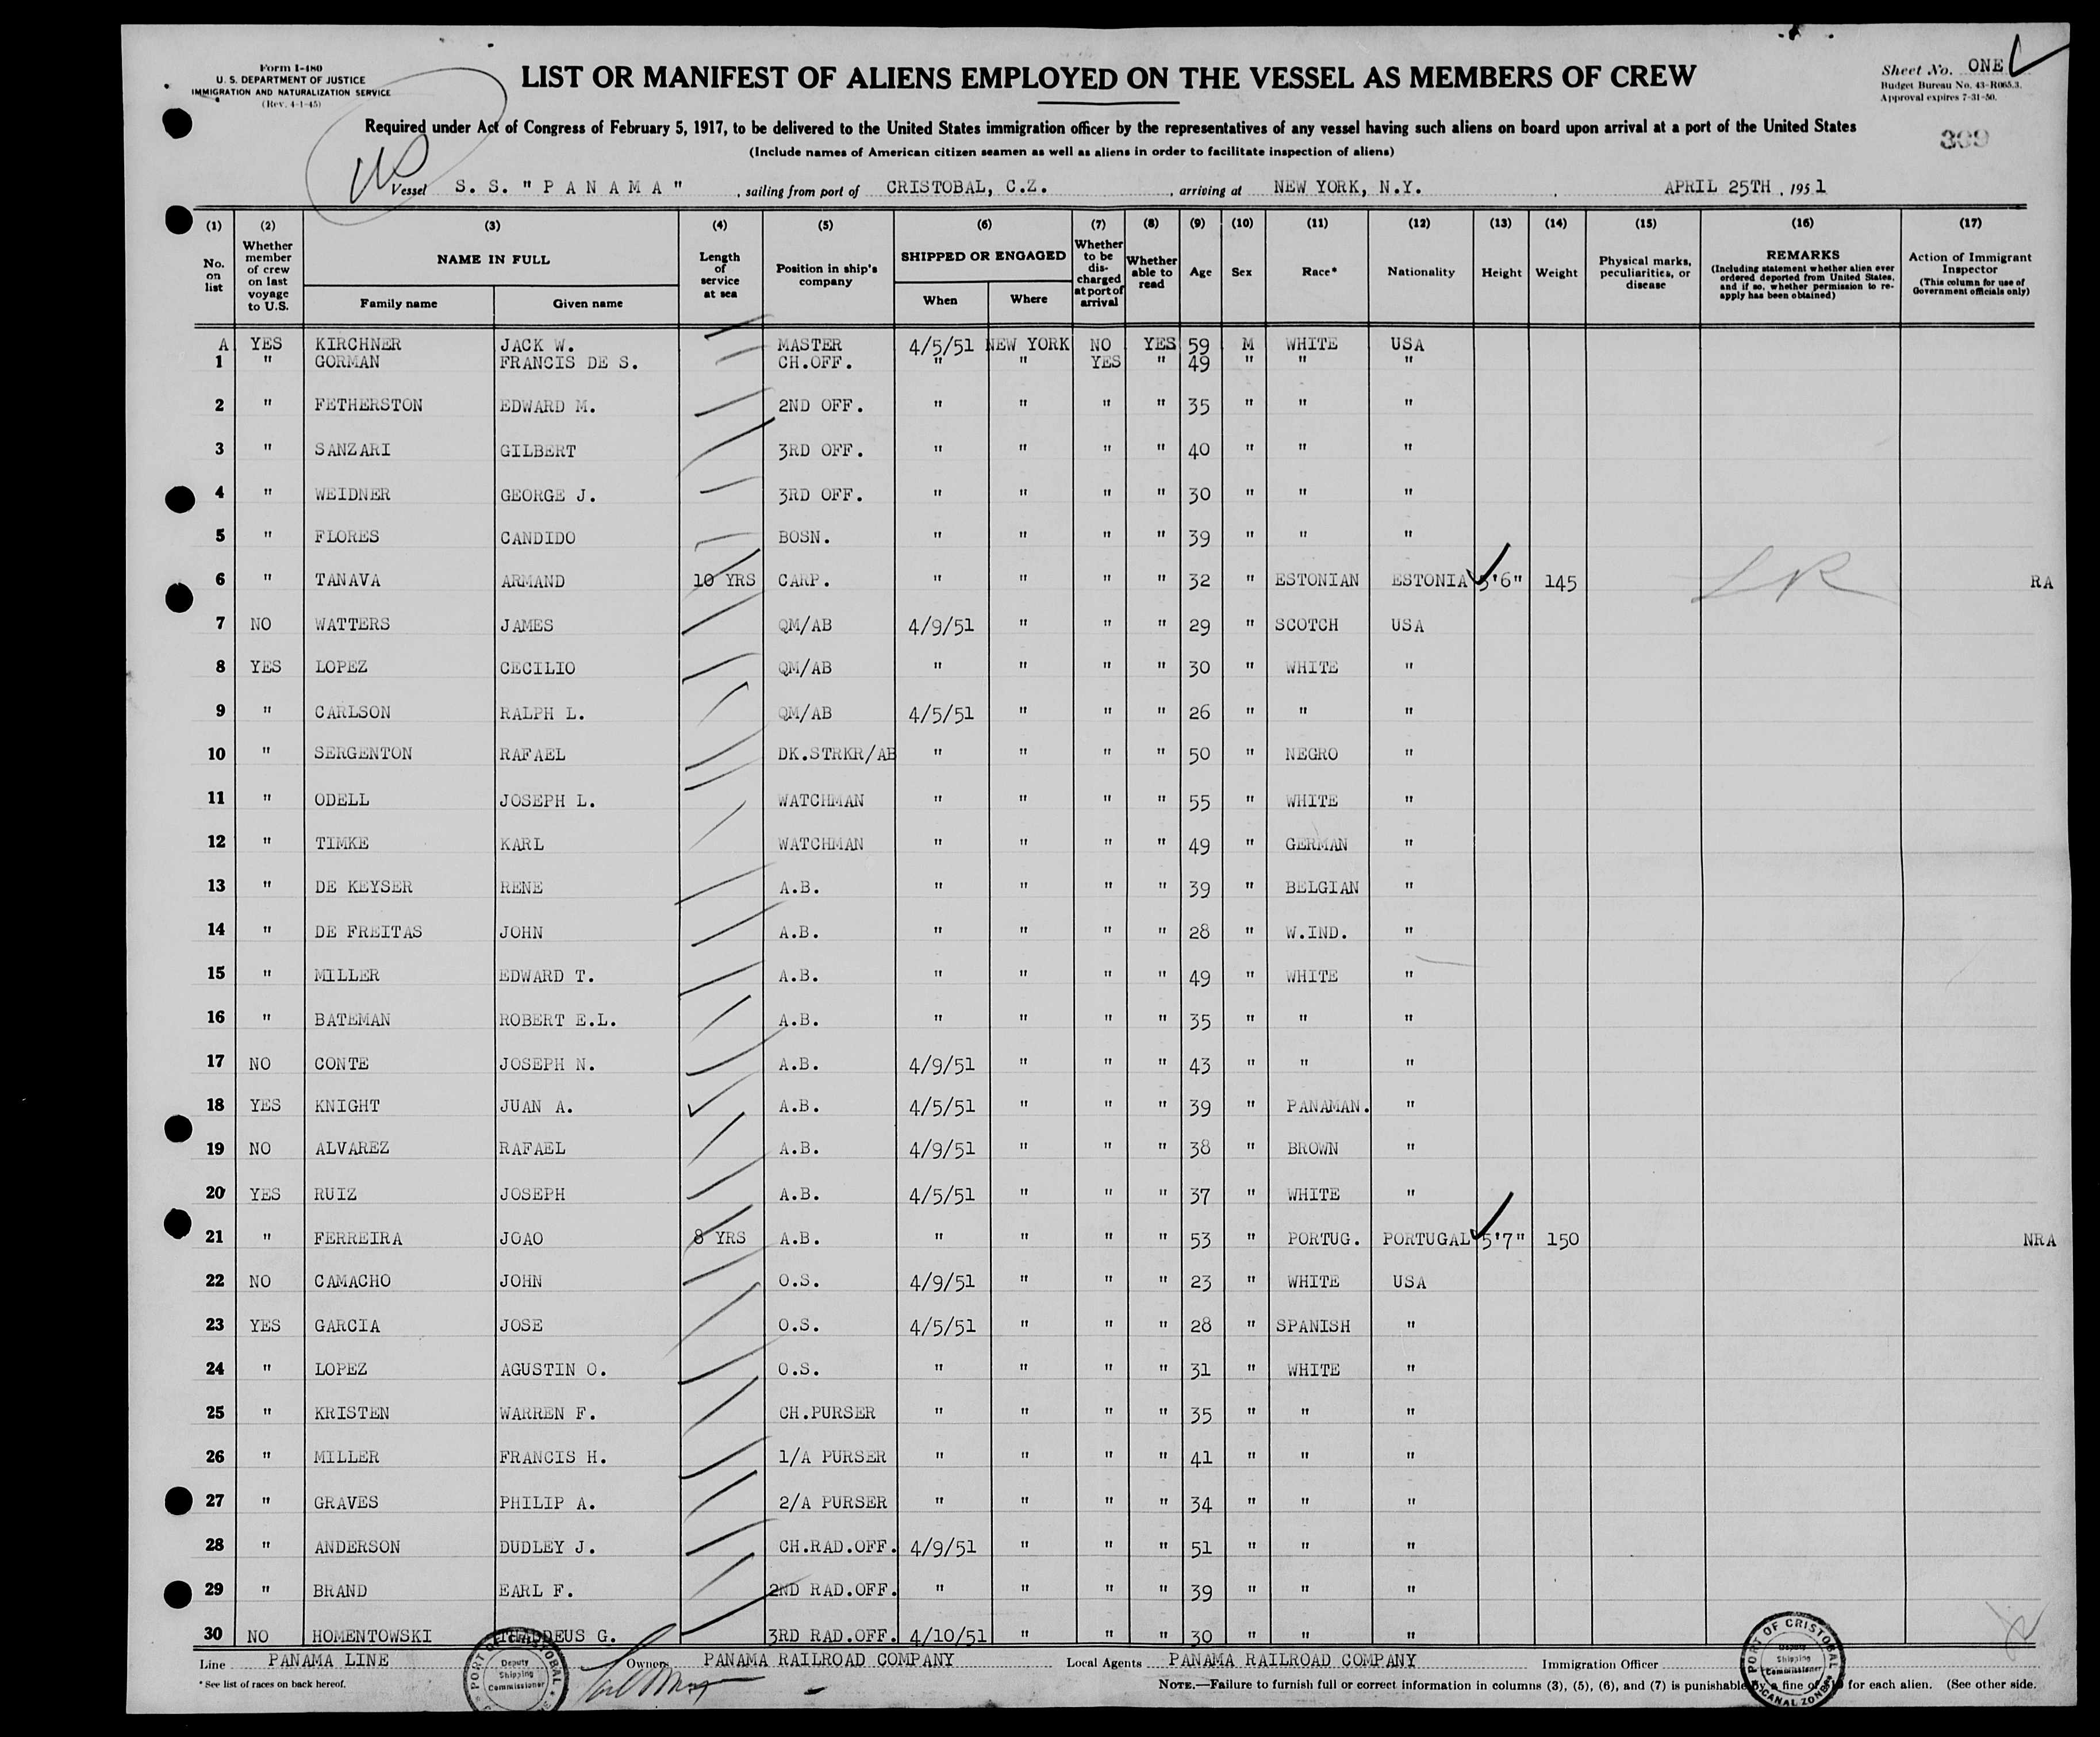 Form I-480
U. S. DEPARTMENT OF JUSTICE
IMMIGRATION AND NATURALIZATION SERVICE
(Rev. 4-1-45)
LIST OR MANIFEST OF ALIENS EMPLOYED ON THE VESSEL AS MEMBERS OF CREW
Sheet No. ONE
Budget Bureau No. 43-R065.3.
Approval expires 7-31-50.
Required under Act of Congress of February 5, 1917, to be delivered to the United States immigration officer by the representatives of any vessel having such aliens on board upon arrival at a port of the United States
(Include names of American citizen seamen as well as aliens in order to facilitate inspection of aliens)
309
Vessel S. S. "P A N A M A", sailing from port of CRISTOBAL, C.Z., arriving at NEW YORK, N.Y., APRIL 25TH, 1951
(1) (2) (3) (4) (5) (6) (7) (8) (9) (10) (11) (12) (13) (14) (15) (16) (17)
No. on list
Whether member of crew on last voyage to U.S.
NAME IN FULL
Family name
Given name
Length of service at sea
Position in ship's company
SHIPPED OR ENGAGED
When
Where
Whether to be discharged at port of arrival
Whether able to read
Age
Sex
Race*
Nationality
Height
Weight
Physical marks, peculiarities, or disease
REMARKS
(Including statement whether alien ever ordered deported from United States, and if so, whether permission to reapply has been obtained)
Action of Immigrant Inspector
(This column for use of Government officials only)
A YES KIRCHNER JACK W. MASTER 4/5/51 NEW YORK NO YES 59 M WHITE USA
1 " GORMAN FRANCIS DE S. CH.OFF. " " YES " 49 " " "
2 " FETHERSTON EDWARD M. 2ND OFF. " " " " 35 " " "
3 " SANZARI GILBERT 3RD OFF. " " " " 40 " " "
4 " WEIDNER GEORGE J. 3RD OFF. " " " " 30 " " "
5 " FLORES CANDIDO BOSN. " " " " 39 " " "
6 " TANAVA ARMAND 10 YRS CARP. " " " " 32 " ESTONIAN ESTONIA 5'6" 145 LR RA
7 NO WATTERS JAMES QM/AB 4/9/51 " " " 29 " SCOTCH USA
8 YES LOPEZ CECILIO QM/AB " " " " 30 " WHITE "
9 " CARLSON RALPH L. QM/AB 4/5/51 " " " 26 " " "
10 " SERGENTON RAFAEL DK.STRKR/AB " " " " 50 " NEGRO "
11 " ODELL JOSEPH L. WATCHMAN " " " " 55 " WHITE "
12 " TIMKE KARL WATCHMAN " " " " 49 " GERMAN "
13 " DE KEYSER RENE A.B. " " " " 39 " BELGIAN "
14 " DE FREITAS JOHN A.B. " " " " 28 " W.IND. "
15 " MILLER EDWARD T. A.B. " " " " 49 " WHITE "
16 " BATEMAN ROBERT E.L. A.B. " " " " 35 " " "
17 NO CONTE JOSEPH N. A.B. 4/9/51 " " " 43 " " "
18 YES KNIGHT JUAN A. A.B. 4/5/51 " " " 39 " PANAMAN. "
19 NO ALVAREZ RAFAEL A.B. 4/9/51 " " " 38 " BROWN "
20 YES RUIZ JOSEPH A.B. 4/5/51 " " " 37 " WHITE "
21 " FERREIRA JOAO 8 YRS A.B. " " " " 53 " PORTUG. PORTUGAL 5'7" 150 NRA
22 NO CAMACHO JOHN O.S. 4/9/51 " " " 23 " WHITE USA
23 YES GARCIA JOSE O.S. 4/5/51 " " " 28 " SPANISH "
24 " LOPEZ AGUSTIN O. O.S. " " " " 31 " WHITE "
25 " KRISTEN WARREN F. CH.PURSER " " " " 35 " " "
26 " MILLER FRANCIS H. 1/A PURSER " " " " 41 " " "
27 " GRAVES PHILIP A. 2/A PURSER " " " " 34 " " "
28 " ANDERSON DUDLEY J. CH.RAD.OFF. 4/9/51 " " " 51 " " "
29 " BRAND EARL F. 2ND RAD.OFF. " " " " 39 " " "
30 NO HOMENTOWSKI THADDEUS G. 3RD RAD.OFF. 4/10/51 " " " 30 " " "
Line PANAMA LINE Owners PANAMA RAILROAD COMPANY Local Agents PANAMA RAILROAD COMPANY Immigration Officer
PORT OF CRISTOBAL Deputy Shipping Commissioner
PORT OF CRISTOBAL Deputy Shipping Commissioner CANAL ZONE
* See list of races on back hereof.
NOTE.—Failure to furnish full or correct information in columns (3), (5), (6), and (7) is punishable by a fine of $10 for each alien. (See other side.